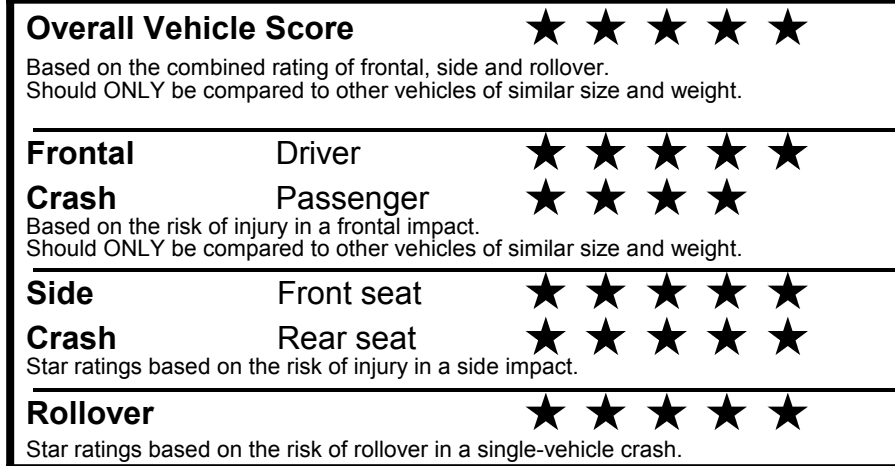 Overall Vehicle Score ★ ★ ★ ★ ★
Based on the combined rating of frontal, side and rollover.
Should ONLY be compared to other vehicles of similar size and weight.
Frontal Driver ★ ★ ★ ★ ★
Crash Passenger ★ ★ ★ ★
Based on the risk of injury in a frontal impact.
Should ONLY be compared to other vehicles of similar size and weight.
Side Front seat ★ ★ ★ ★ ★
Crash Rear seat ★ ★ ★ ★ ★
Star ratings based on the risk of injury in a side impact.
Rollover ★ ★ ★ ★ ★
Star ratings based on the risk of rollover in a single-vehicle crash.